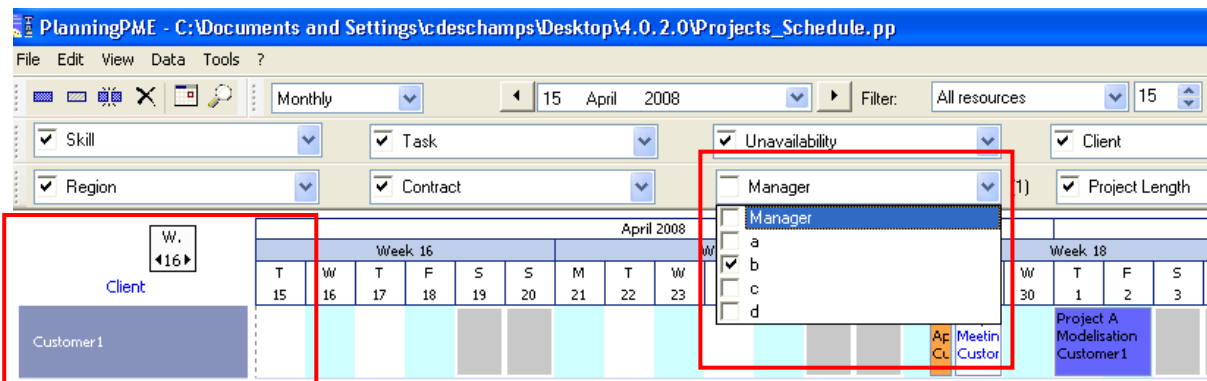 PlanningPME - C:\Documents and Settings\cdeschamps\Desktop\4.0.2.0\Projects_Schedule.pp
File Edit View Data Tools ?
Monthly 15 April 2008 Filter: All resources 15
Skill Task Unavailability Client
Region Contract Manager 1) Project Length
Manager
a
b
c
d
W.
16
Client
April 2008
Week 16 W Week 18
T W T F S S M T W W T F S
15 16 17 18 19 20 21 22 23 30 1 2 3
Customer1
Ap
Cu
Meetin
Custor
Project A
Modelisation
Customer1